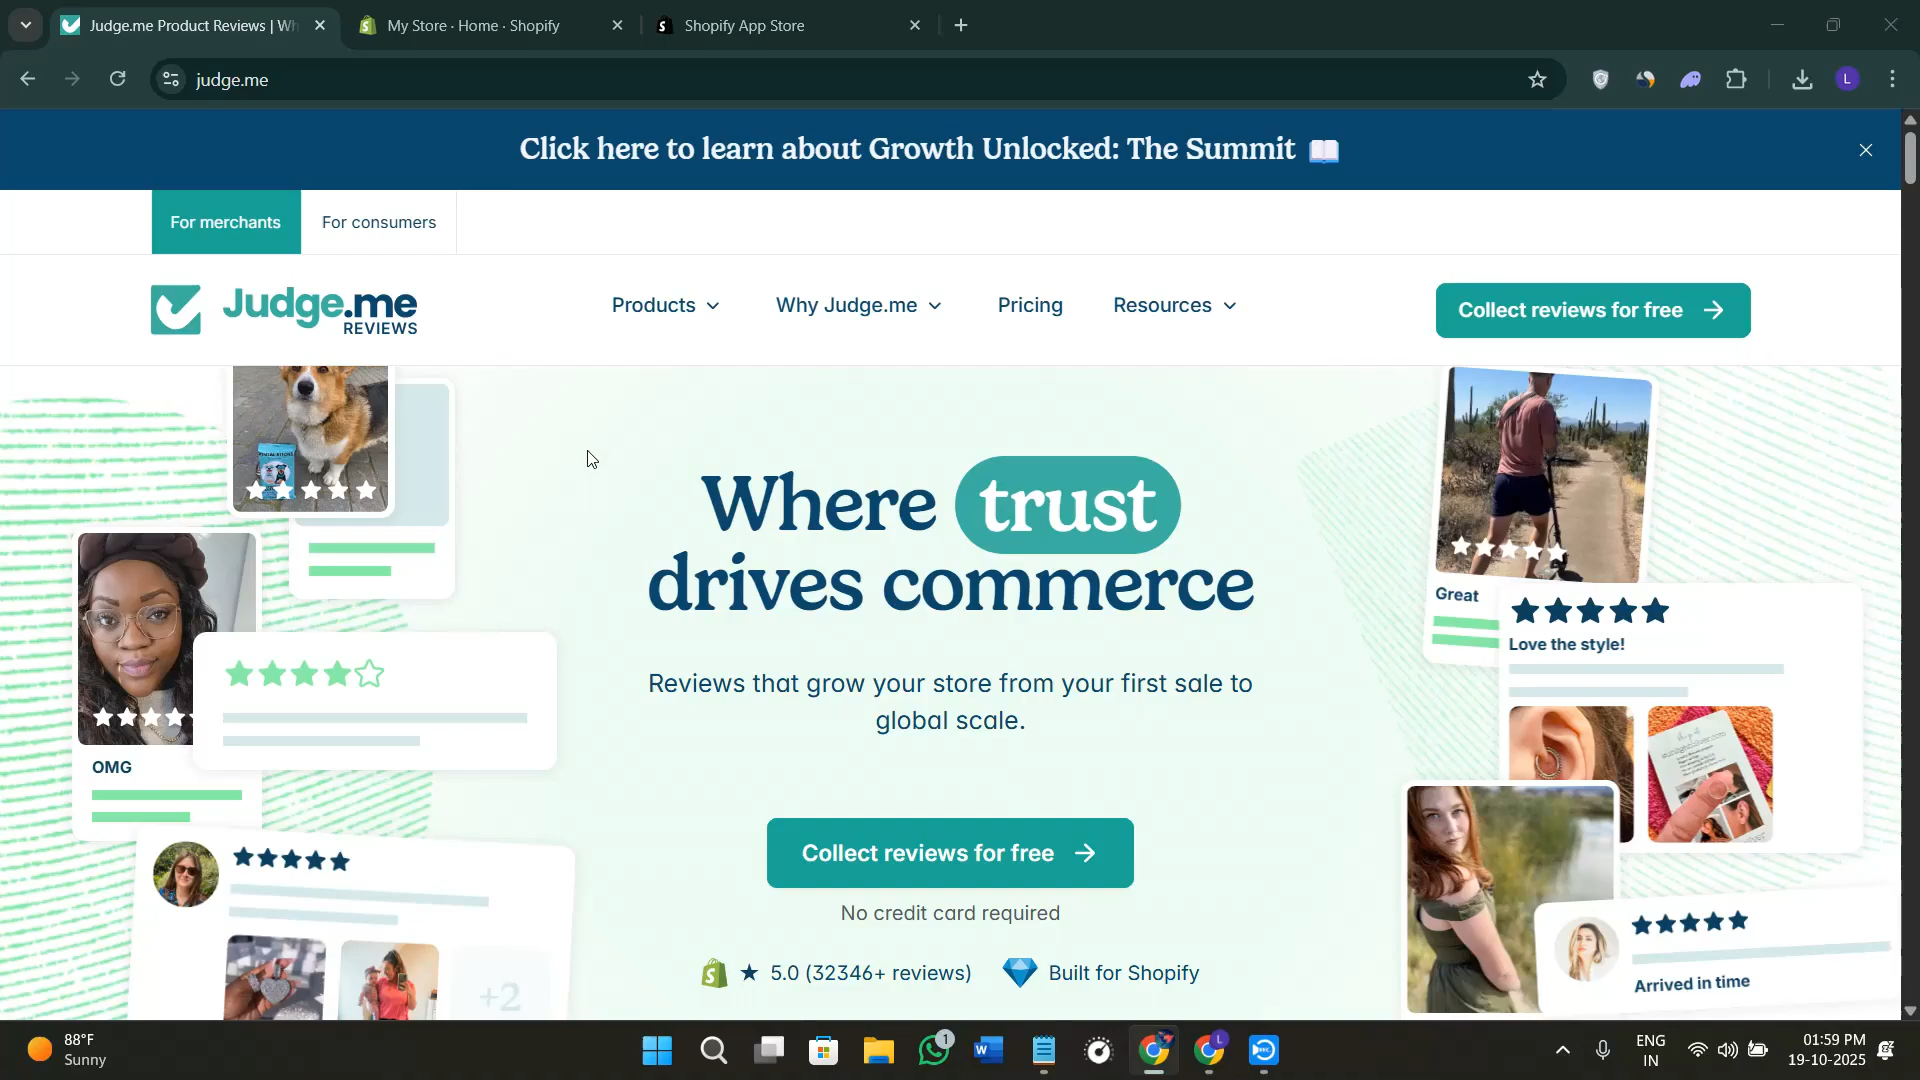 Judge.me Product Reviews | Wh
My Store · Home · Shopify
Shopify App Store
judge.me
L
Click here to learn about Growth Unlocked: The Summit
For merchants
For consumers
Judge.me
REVIEWS
Products
Why Judge.me
Pricing
Resources
Collect reviews for free
Where trust
drives commerce
Reviews that grow your store from your first sale to
global scale.
Great
Love the style!
OMG
Collect reviews for free
No credit card required
+2
Arrived in time
5.0 (32346+ reviews)
Built for Shopify
88°F
Sunny
1
L
ENG
IN
01:59 PM
19-10-2025